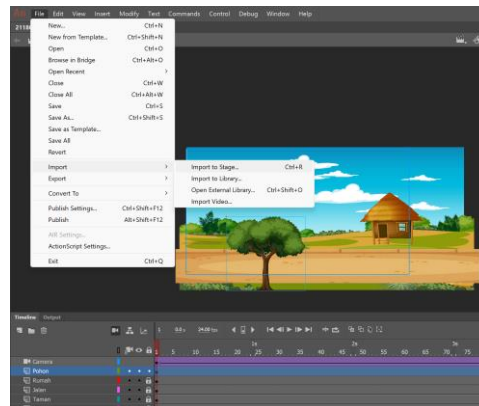 File Edit View Insert Modify Text Commands Control Debug Window Help
New... Ctrl+N
New from Template... Ctrl+Shift+N
Open Ctrl+O
Browse in Bridge Ctrl+Alt+O
Open Recent
Close Ctrl+W
Close All Ctrl+Alt+W
Save Ctrl+S
Save As... Ctrl+Shift+S
Save as Template...
Save All
Revert
Import
Import to Stage... Ctrl+R
Export
Import to Library...
Open External Library... Ctrl+Shift+O
Convert To
Import Video...
Publish Settings... Ctrl+Shift+F12
Publish Alt+Shift+F12
AIR Settings...
ActionScript Settings...
Exit Ctrl+Q
Timeline Output
1s 2s 3s
5 10 15 20 25 30 35 40 45 50 55 60 65 70 75
Camera
Pohon
Rumah
Jalan
Taman